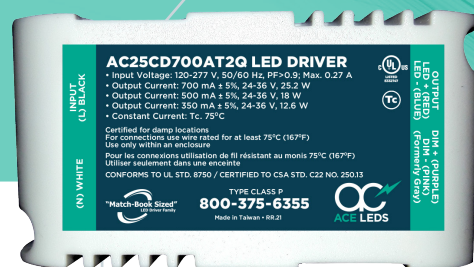 AC25CD700AT2Q LED DRIVER
• Input Voltage: 120-277 V, 50/60 Hz, PF>0.9; Max. 0.27 A
• Output Current: 700 mA ± 5%, 24-36 V, 25.2 W
• Output Current: 500 mA ± 5%, 24-36 V, 18 W
• Output Current: 350 mA ± 5%, 24-36 V, 12.6 W
• Constant Current: Tc. 75°C
Certified for damp locations
For connections use wire rated for at least 75°C (167°F)
Use only within an enclosure
Pour les connexions utilisation de fil résistant au monis 75°C (167°F)
Utiliser seulement dans une enceinte
CONFORMS TO UL STD. 8750 / CERTIFIED TO CSA STD. C22 NO. 250.13
"Match-Book Sized"
LED Driver Family
TYPE CLASS P
800-375-6355
Made in Taiwan • RR.21
INPUT
(L) BLACK
(N) WHITE
c UL US
LISTED
Tc
ac
ACE LEDS
OUTPUT
LED + (RED)
LED - (BLUE)
DIM + (PURPLE)
DIM - (PINK)
(Formerly Gray)